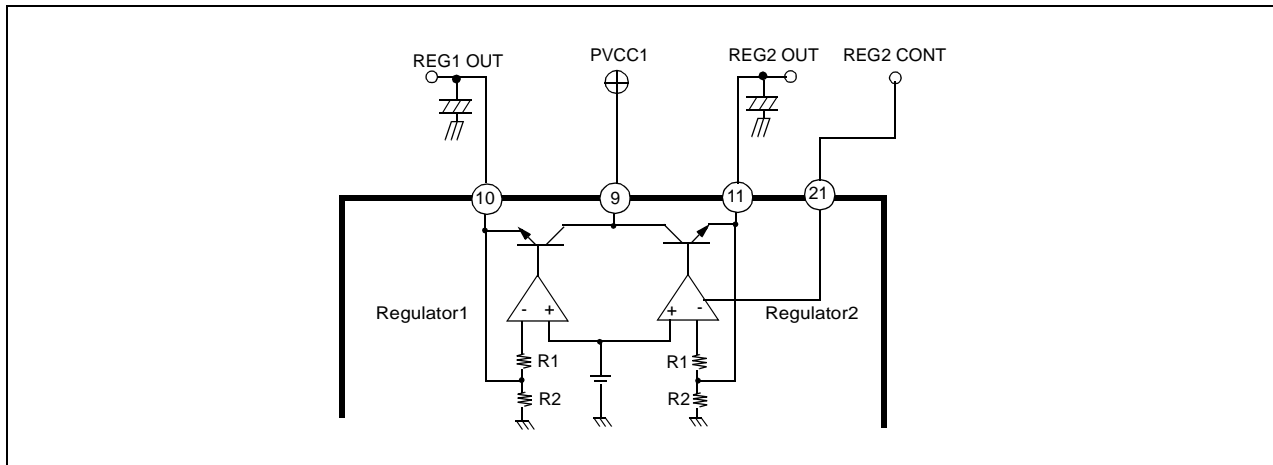 REG1 OUT
PVCC1
REG2 OUT
REG2 CONT
10
9
11
21
Regulator1
- +
+ -
Regulator2
R1
R1
R2
R2